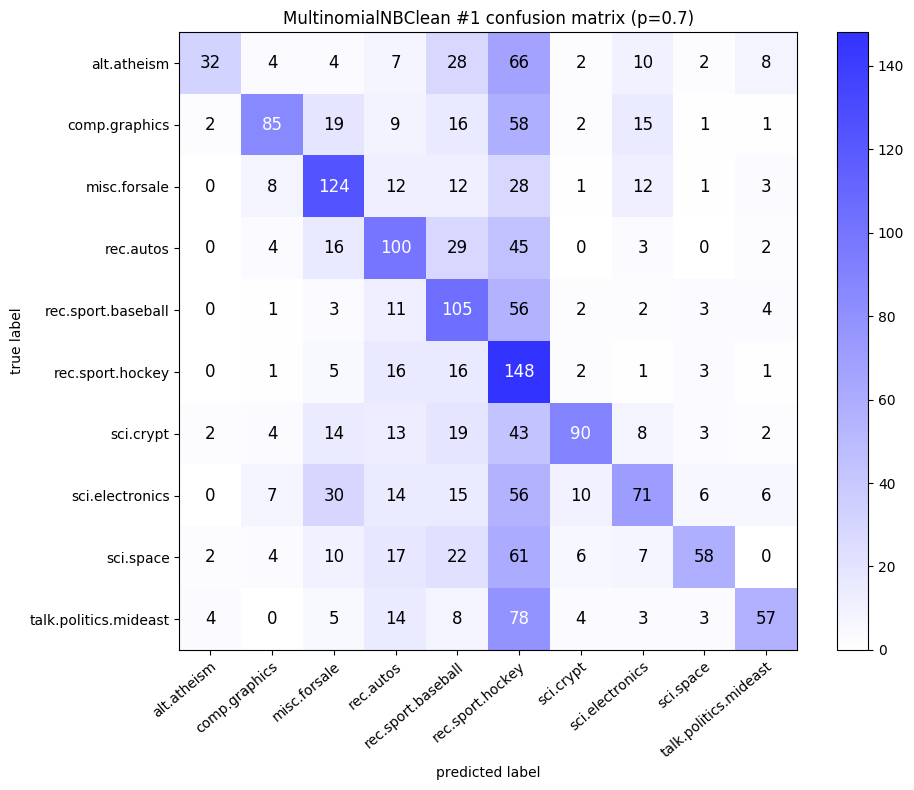 MultinomialNBClean #1 confusion matrix (p=0.7)
alt.atheism 32 4 4 7 28 66 2 10 2 8
comp.graphics 2 85 19 9 16 58 2 15 1 1
misc.forsale 0 8 124 12 12 28 1 12 1 3
rec.autos 0 4 16 100 29 45 0 3 0 2
rec.sport.baseball 0 1 3 11 105 56 2 2 3 4
rec.sport.hockey 0 1 5 16 16 148 2 1 3 1
sci.crypt 2 4 14 13 19 43 90 8 3 2
sci.electronics 0 7 30 14 15 56 10 71 6 6
sci.space 2 4 10 17 22 61 6 7 58 0
talk.politics.mideast 4 0 5 14 8 78 4 3 3 57
true label
alt.atheism
comp.graphics
misc.forsale
rec.autos
rec.sport.baseball
rec.sport.hockey
sci.crypt
sci.electronics
sci.space
talk.politics.mideast
predicted label
140
120
100
80
60
40
20
0